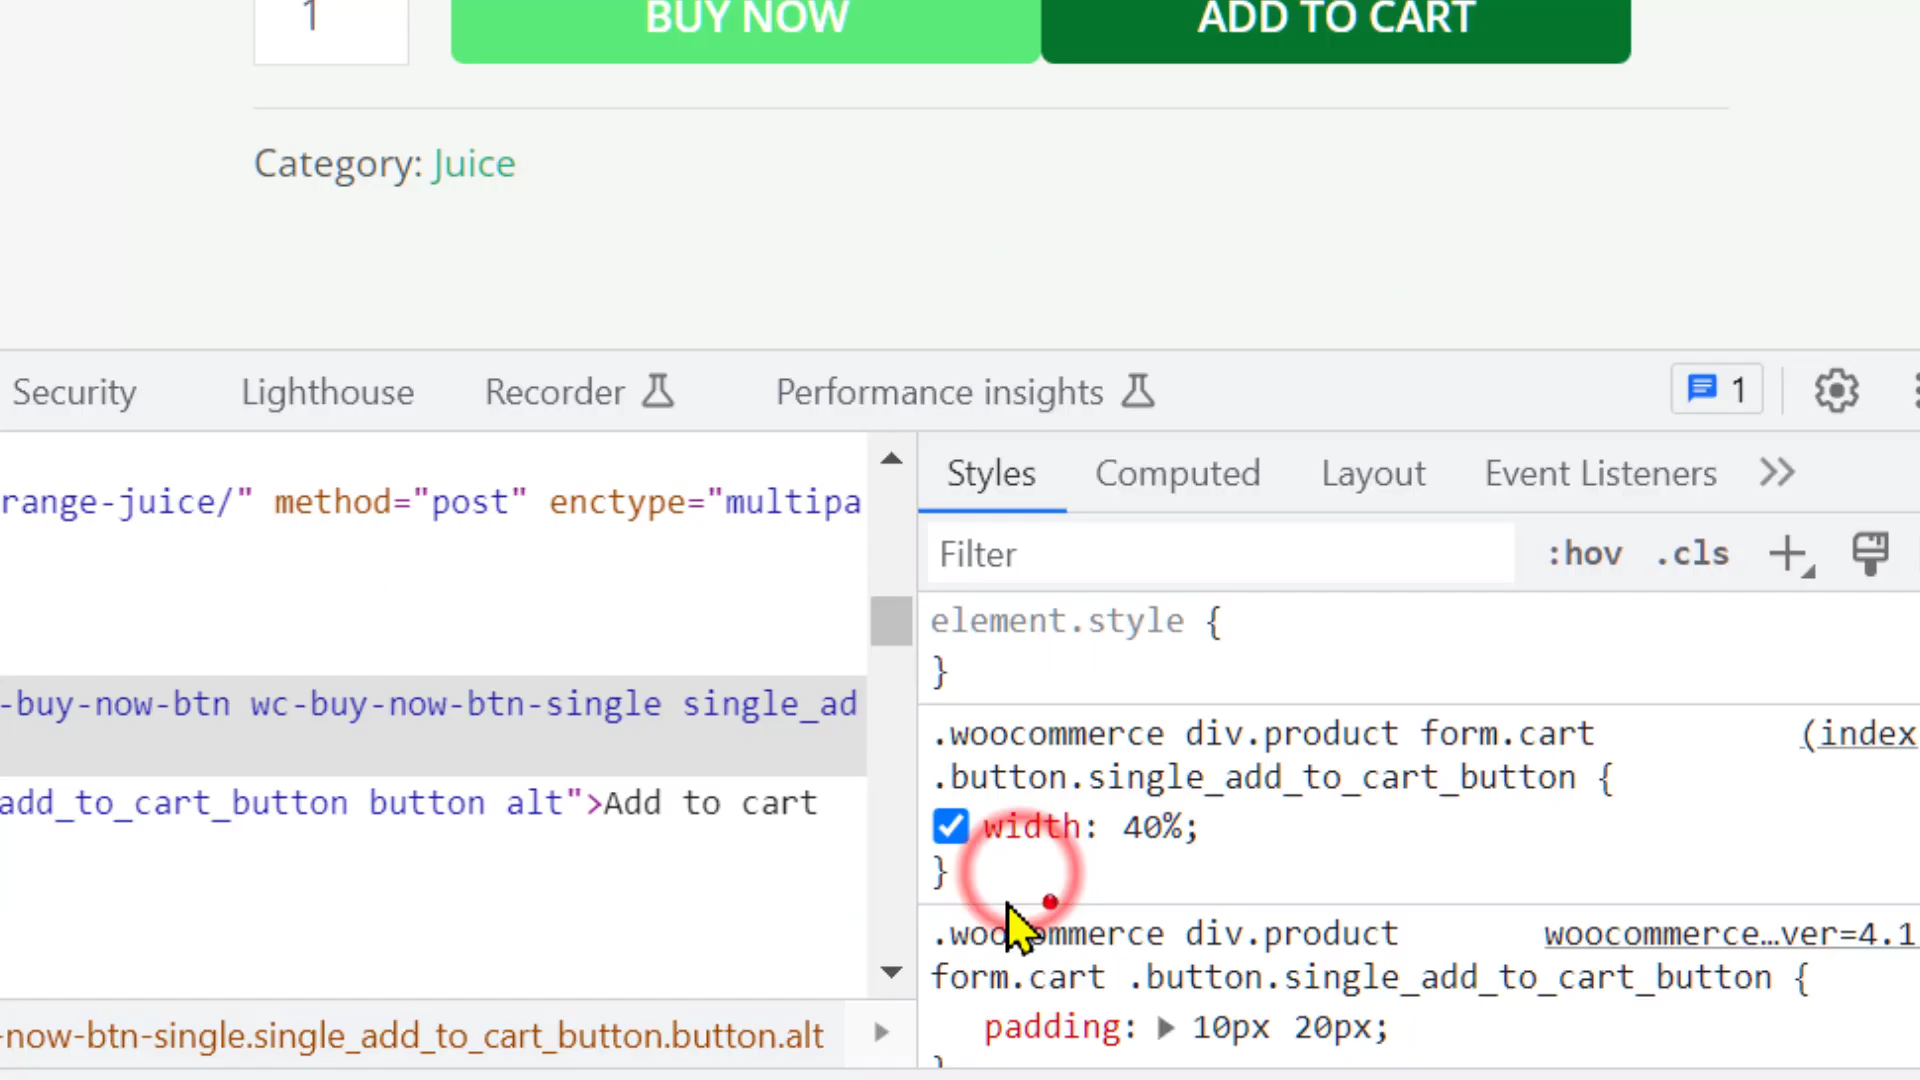 1 BUY NOW ADD TO CART
Category: Juice
Security Lighthouse Recorder Performance insights 1
range-juice/" method="post" enctype="multipa
-buy-now-btn wc-buy-now-btn-single single_ad
add_to_cart_button button alt">Add to cart
-now-btn-single.single_add_to_cart_button.button.alt
Styles Computed Layout Event Listeners
Filter :hov .cls
element.style {
}
.woocommerce div.product form.cart (index
.button.single_add_to_cart_button {
width: 40%;
}
.woocommerce div.product woocommerce…ver=4.1
form.cart .button.single_add_to_cart_button {
padding: 10px 20px;
}